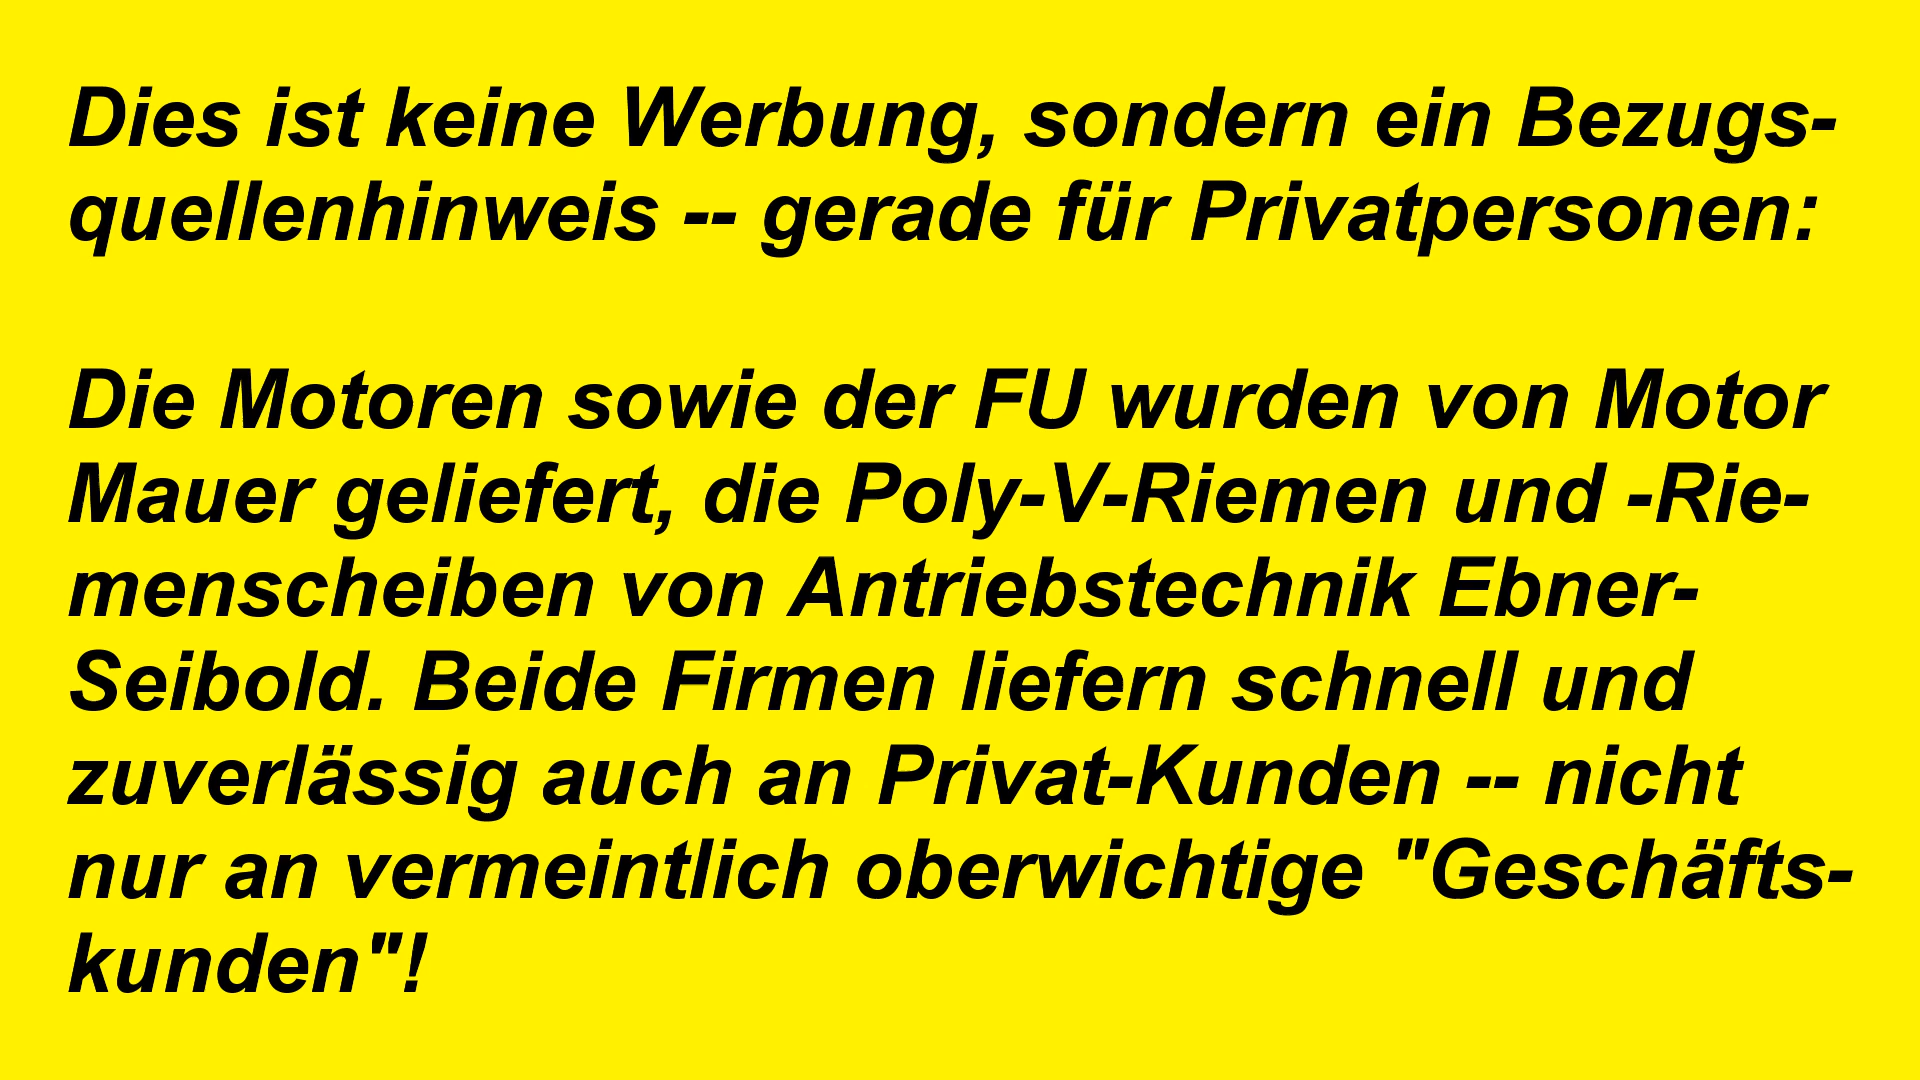 Dies ist keine Werbung, sondern ein Bezugs-
quellenhinweis -- gerade für Privatpersonen:
Die Motoren sowie der FU wurden von Motor
Mauer geliefert, die Poly-V-Riemen und -Rie-
menscheiben von Antriebstechnik Ebner-
Seibold. Beide Firmen liefern schnell und
zuverlässig auch an Privat-Kunden -- nicht
nur an vermeintlich oberwichtige "Geschäfts-
kunden"!